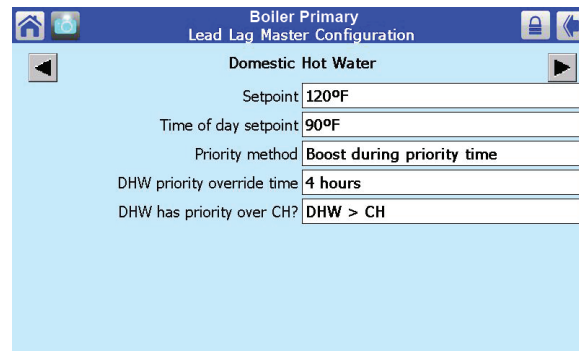 Boiler Primary
Lead Lag Master Configuration
Domestic Hot Water
Setpoint 120ºF
Time of day setpoint 90ºF
Priority method Boost during priority time
DHW priority override time 4 hours
DHW has priority over CH? DHW > CH